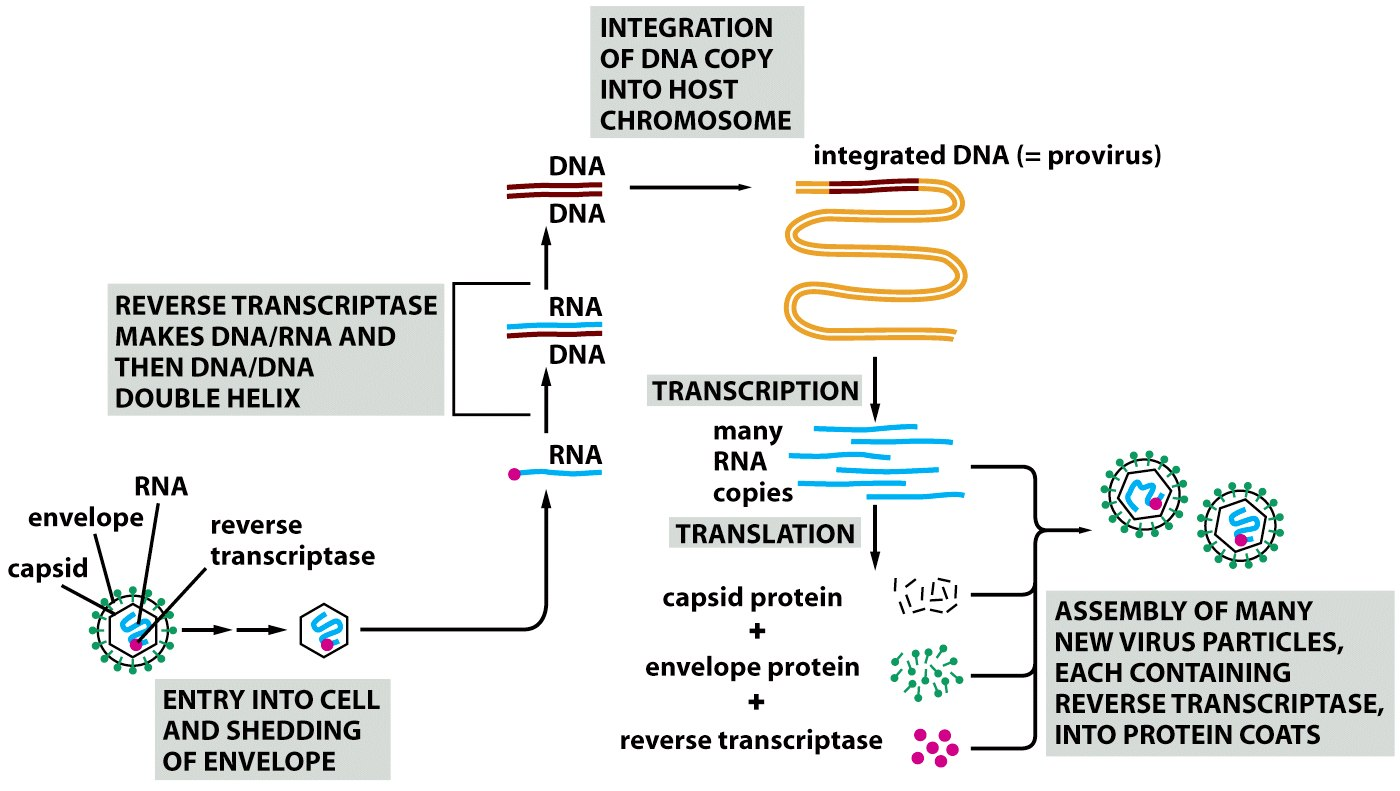 INTEGRATION
OF DNA COPY
INTO HOST
CHROMOSOME
integrated DNA (= provirus)
DNA
DNA
REVERSE TRANSCRIPTASE
MAKES DNA/RNA AND
THEN DNA/DNA
DOUBLE HELIX
RNA
DNA
RNA
RNA
envelope
capsid
reverse
transcriptase
ENTRY INTO CELL
AND SHEDDING
OF ENVELOPE
TRANSCRIPTION
many
RNA
copies
TRANSLATION
capsid protein
+
envelope protein
+
reverse transcriptase
ASSEMBLY OF MANY
NEW VIRUS PARTICLES,
EACH CONTAINING
REVERSE TRANSCRIPTASE,
INTO PROTEIN COATS